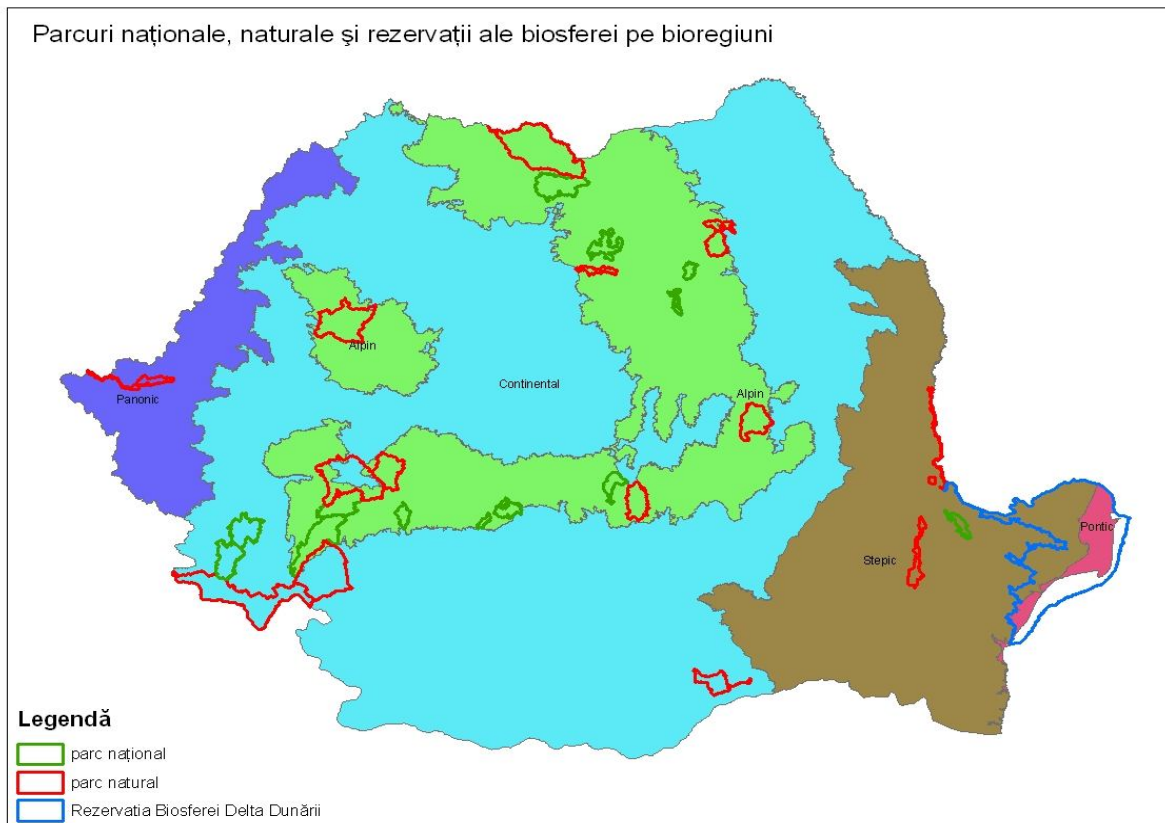 Parcuri naționale, naturale și rezervații ale biosferei pe bioregiuni
Alpin
Panonic
Continental
Alpin
Pontic
Stepic
Legendă
parc național
parc natural
Rezervatia Biosferei Delta Dunării